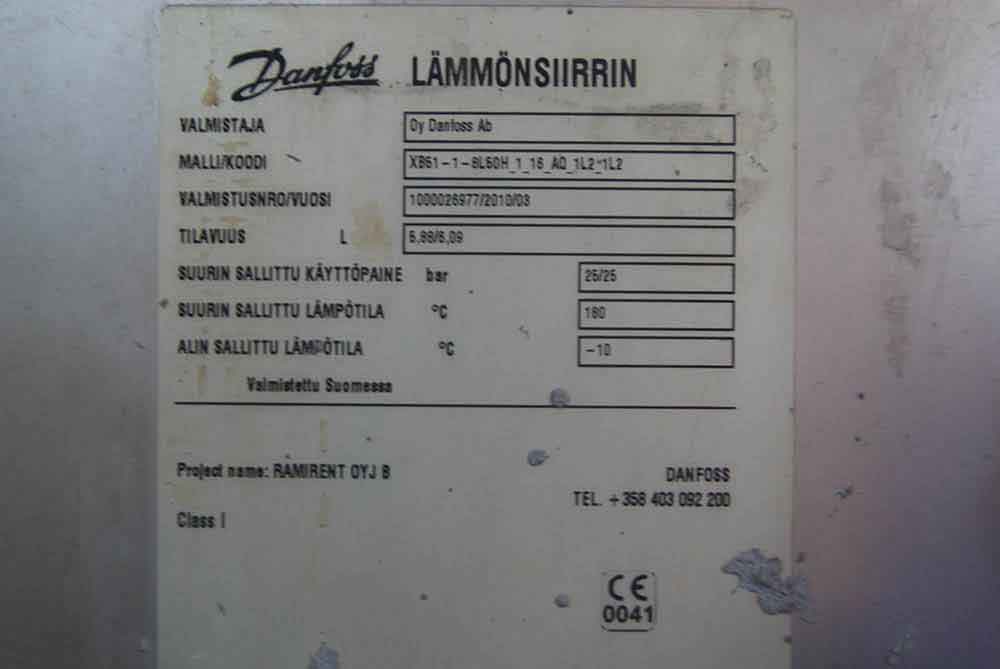 Danfoss LÄMMÖNSIIRRIN
VALMISTAJA Oy Danfoss Ab
MALLI/KOODI XB61-1-6L60H_1_16_AQ_1L2-1L2
VALMISTUSNRO/VUOSI 1000026977/2010/03
TILAVUUS L 5,88/6,09
SUURIN SALLITTU KÄYTTÖPAINE bar 25/25
SUURIN SALLITTU LÄMPÖTILA °C 180
ALIN SALLITTU LÄMPÖTILA °C -10
Valmistettu Suomessa
Project name: RAMIRENT OYJ B
DANFOSS
TEL. +358 403 092 200
Class I
CE
0041